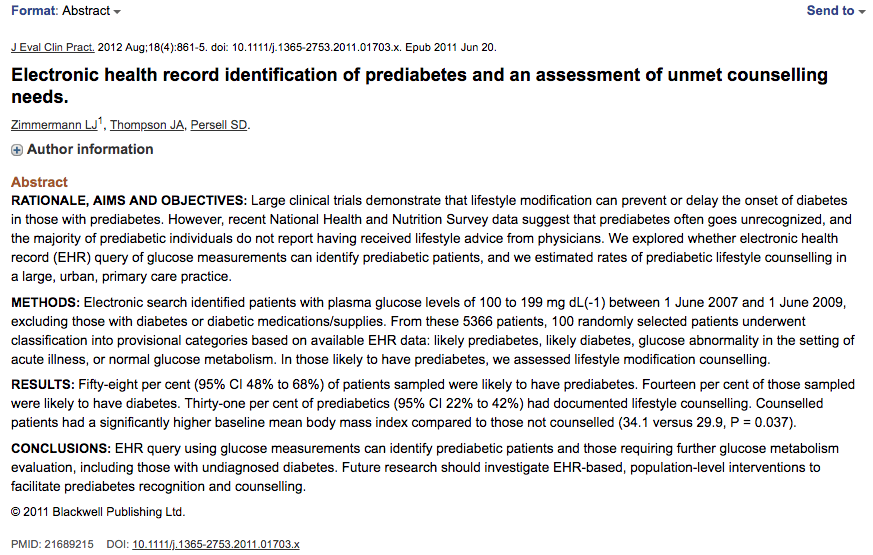 Format: Abstract
Send to
J Eval Clin Pract. 2012 Aug;18(4):861-5. doi: 10.1111/j.1365-2753.2011.01703.x. Epub 2011 Jun 20.
Electronic health record identification of prediabetes and an assessment of unmet counselling
needs.
Zimmermann LJ1, Thompson JA, Persell SD.
Author information
Abstract
RATIONALE, AIMS AND OBJECTIVES: Large clinical trials demonstrate that lifestyle modification can prevent or delay the onset of diabetes
in those with prediabetes. However, recent National Health and Nutrition Survey data suggest that prediabetes often goes unrecognized, and
the majority of prediabetic individuals do not report having received lifestyle advice from physicians. We explored whether electronic health
record (EHR) query of glucose measurements can identify prediabetic patients, and we estimated rates of prediabetic lifestyle counselling in
a large, urban, primary care practice.
METHODS: Electronic search identified patients with plasma glucose levels of 100 to 199 mg dL(-1) between 1 June 2007 and 1 June 2009,
excluding those with diabetes or diabetic medications/supplies. From these 5366 patients, 100 randomly selected patients underwent
classification into provisional categories based on available EHR data: likely prediabetes, likely diabetes, glucose abnormality in the setting of
acute illness, or normal glucose metabolism. In those likely to have prediabetes, we assessed lifestyle modification counselling.
RESULTS: Fifty-eight per cent (95% CI 48% to 68%) of patients sampled were likely to have prediabetes. Fourteen per cent of those sampled
were likely to have diabetes. Thirty-one per cent of prediabetics (95% CI 22% to 42%) had documented lifestyle counselling. Counselled
patients had a significantly higher baseline mean body mass index compared to those not counselled (34.1 versus 29.9, P = 0.037).
CONCLUSIONS: EHR query using glucose measurements can identify prediabetic patients and those requiring further glucose metabolism
evaluation, including those with undiagnosed diabetes. Future research should investigate EHR-based, population-level interventions to
facilitate prediabetes recognition and counselling.
© 2011 Blackwell Publishing Ltd.
PMID: 21689215 DOI: 10.1111/j.1365-2753.2011.01703.x